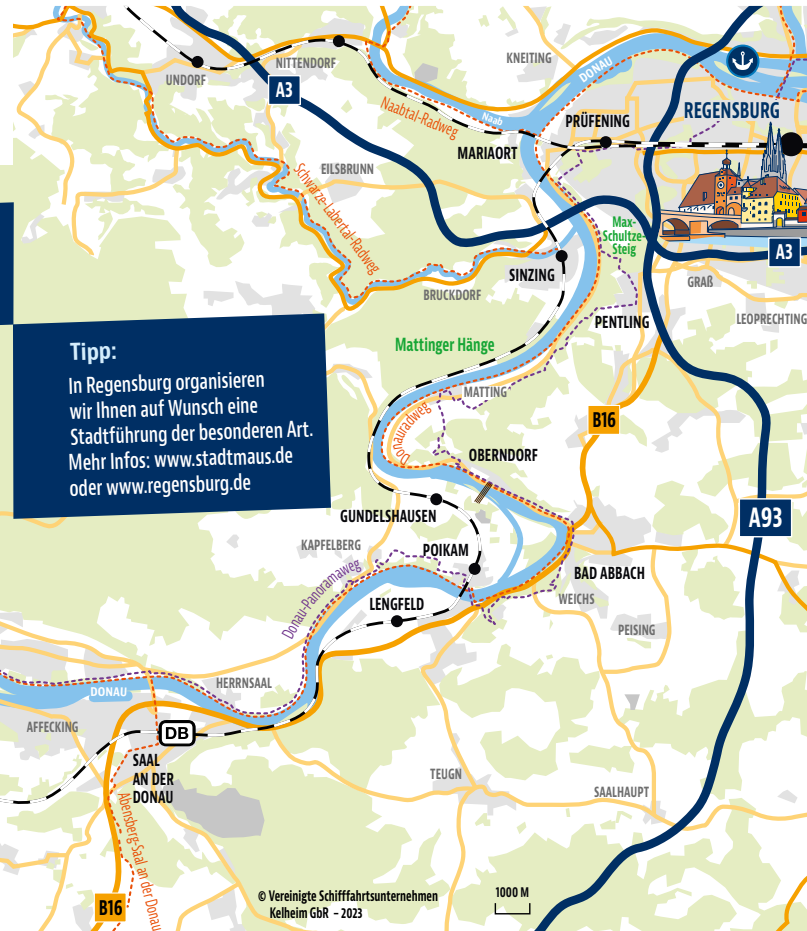 KNEITING
NITTENDORF
UNDORF
A3
DONAU
Naab
Naabtal-Radweg
PRÜFENING
REGENSBURG
MARIAORT
EILSBRUNN
Schwarze-Labertal-Radweg
Max-
Schultze-
Steig
A3
SINZING
GRAß
BRUCKDORF
PENTLING
LEOPRECHTING
Mattinger Hänge
Tipp:
In Regensburg organisieren
wir Ihnen auf Wunsch eine
Stadtführung der besonderen Art.
Mehr Infos: www.stadtmaus.de
oder www.regensburg.de
MATTING
Donauradweg
B16
OBERNDORF
A93
GUNDELSHAUSEN
KAPFELBERG
POIKAM
BAD ABBACH
Donau-Panoramaweg
LENGFELD
WEICHS
PEISING
HERRNSAAL
DONAU
AFFECKING
DB
SAAL
AN DER
DONAU
TEUGN
SAALHAUPT
Abensberg-Saal an der Donau
B16
© Vereinigte Schifffahrtsunternehmen
Kelheim GbR – 2023
1000 M